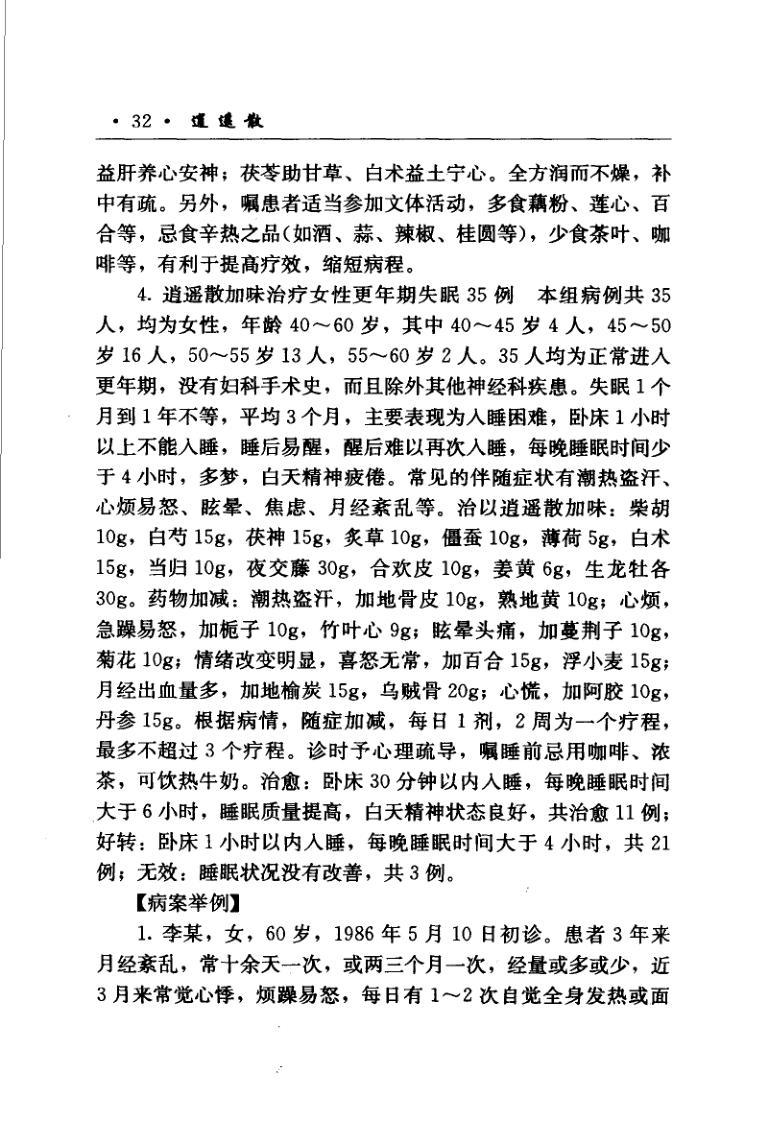 · 32 · 逍遥散
益肝养心安神；茯苓助甘草、白术益土宁心。全方润而不燥，补
中有疏。另外，嘱患者适当参加文体活动，多食藕粉、莲心、百
合等，忌食辛热之品(如酒、蒜、辣椒、桂圆等)，少食茶叶、咖
啡等，有利于提高疗效，缩短病程。
4. 逍遥散加味治疗女性更年期失眠 35 例　本组病例共 35
人，均为女性，年龄 40～60 岁，其中 40～45 岁 4 人，45～50
岁 16 人，50～55 岁 13 人，55～60 岁 2 人。35 人均为正常进入
更年期，没有妇科手术史，而且除外其他神经科疾患。失眠 1 个
月到 1 年不等，平均 3 个月，主要表现为入睡困难，卧床 1 小时
以上不能入睡，睡后易醒，醒后难以再次入睡，每晚睡眠时间少
于 4 小时，多梦，白天精神疲倦。常见的伴随症状有潮热盗汗、
心烦易怒、眩晕、焦虑、月经紊乱等。治以逍遥散加味：柴胡
10g，白芍 15g，茯神 15g，炙草 10g，僵蚕 10g，薄荷 5g，白术
15g，当归 10g，夜交藤 30g，合欢皮 10g，姜黄 6g，生龙牡各
30g。药物加减：潮热盗汗，加地骨皮 10g，熟地黄 10g；心烦，
急躁易怒，加栀子 10g，竹叶心 9g；眩晕头痛，加蔓荆子 10g，
菊花 10g；情绪改变明显，喜怒无常，加百合 15g，浮小麦 15g；
月经出血量多，加地榆炭 15g，乌贼骨 20g；心慌，加阿胶 10g，
丹参 15g。根据病情，随症加减，每日 1 剂，2 周为一个疗程，
最多不超过 3 个疗程。诊时予心理疏导，嘱睡前忌用咖啡、浓
茶，可饮热牛奶。治愈：卧床 30 分钟以内入睡，每晚睡眠时间
大于 6 小时，睡眠质量提高，白天精神状态良好，共治愈 11 例；
好转：卧床 1 小时以内入睡，每晚睡眠时间大于 4 小时，共 21
例；无效：睡眠状况没有改善，共 3 例。
【病案举例】
1. 李某，女，60 岁，1986 年 5 月 10 日初诊。患者 3 年来
月经紊乱，常十余天一次，或两三个月一次，经量或多或少，近
3 月来常觉心悸，烦躁易怒，每日有 1～2 次自觉全身发热或面